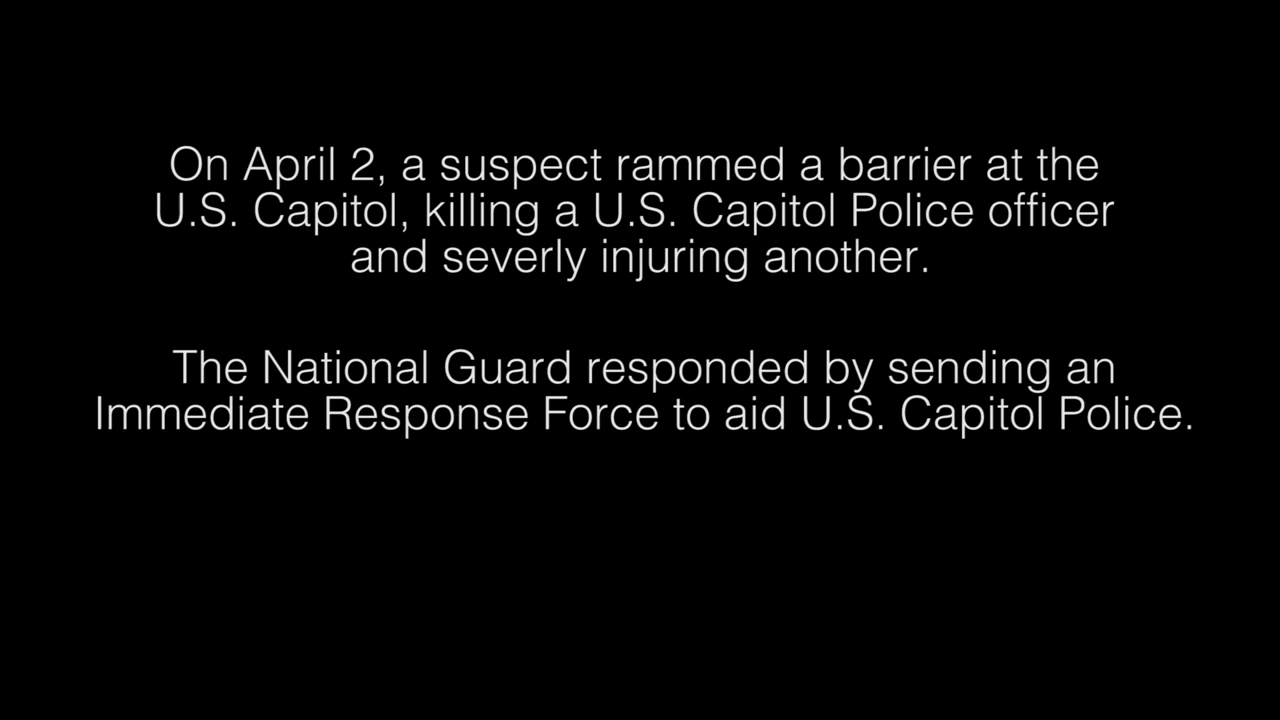 On April 2, a suspect rammed a barrier at the
U.S. Capitol, killing a U.S. Capitol Police officer
and severly injuring another.
The National Guard responded by sending an
Immediate Response Force to aid U.S. Capitol Police.